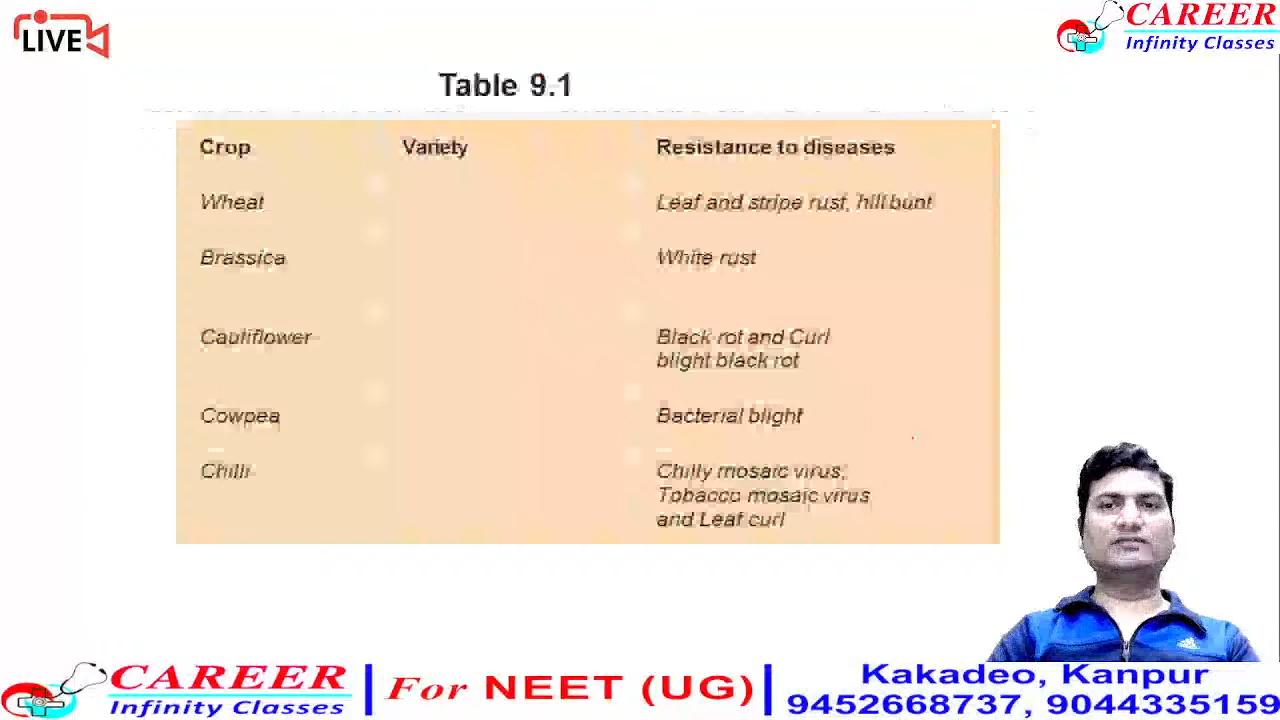 LIVE
CAREER
Infinity Classes
Table 9.1
Crop Variety Resistance to diseases
Wheat Leaf and stripe rust, hill bunt
Brassica White rust
Cauliflower Black rot and Curl
blight black rot
Cowpea Bacterial blight
Chilli Chilly mosaic virus,
Tobacco mosaic virus
and Leaf curl
adidas
CAREER
Infinity Classes
For NEET (UG)
Kakadeo, Kanpur
9452668737, 9044335159